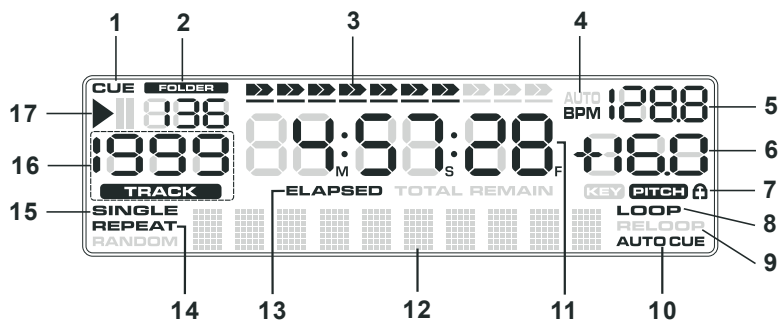 1 2 3 4
CUE FOLDER
AUTO
BPM 128.8 5
17 136
4:57:28
M S F
+16.0 6
16 1999
TRACK
ELAPSED TOTAL REMAIN KEY PITCH 7
15 SINGLE LOOP 8
REPEAT RELOOP 9
RANDOM AUTO CUE
14 13 12 11 10